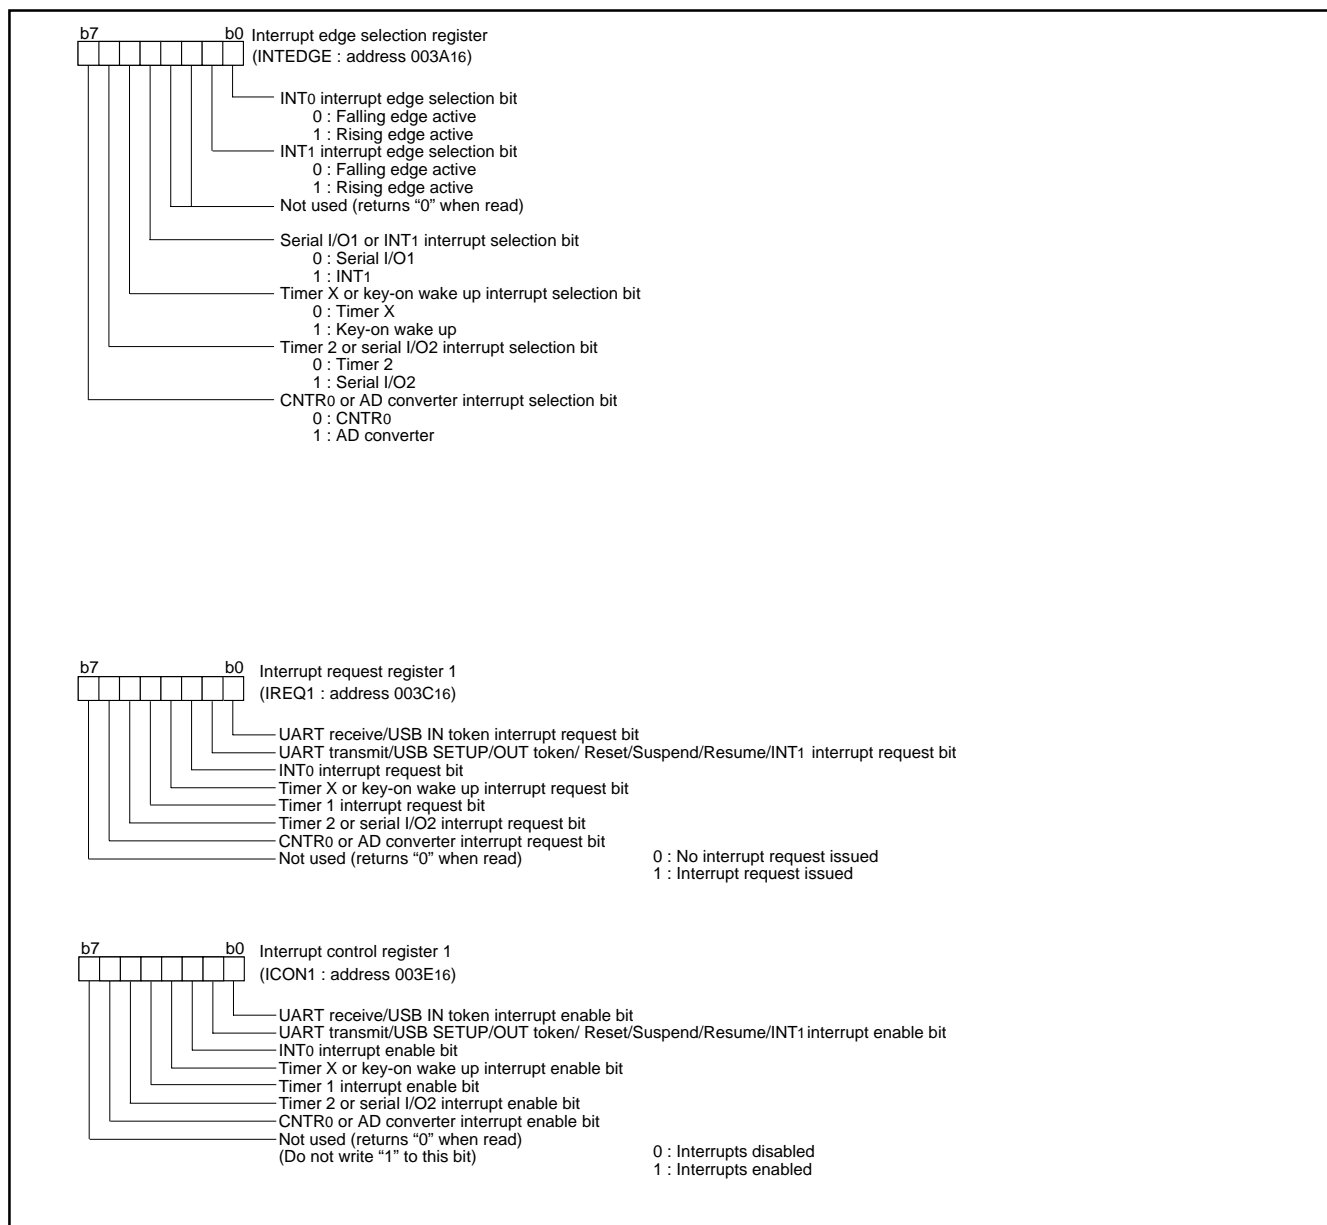 b7 b0 Interrupt edge selection register
(INTEDGE : address 003A16)
INT0 interrupt edge selection bit
0 : Falling edge active
1 : Rising edge active
INT1 interrupt edge selection bit
0 : Falling edge active
1 : Rising edge active
Not used (returns “0” when read)
Serial I/O1 or INT1 interrupt selection bit
0 : Serial I/O1
1 : INT1
Timer X or key-on wake up interrupt selection bit
0 : Timer X
1 : Key-on wake up
Timer 2 or serial I/O2 interrupt selection bit
0 : Timer 2
1 : Serial I/O2
CNTR0 or AD converter interrupt selection bit
0 : CNTR0
1 : AD converter
b7 b0 Interrupt request register 1
(IREQ1 : address 003C16)
UART receive/USB IN token interrupt request bit
UART transmit/USB SETUP/OUT token/ Reset/Suspend/Resume/INT1 interrupt request bit
INT0 interrupt request bit
Timer X or key-on wake up interrupt request bit
Timer 1 interrupt request bit
Timer 2 or serial I/O2 interrupt request bit
CNTR0 or AD converter interrupt request bit
Not used (returns “0” when read)
0 : No interrupt request issued
1 : Interrupt request issued
b7 b0 Interrupt control register 1
(ICON1 : address 003E16)
UART receive/USB IN token interrupt enable bit
UART transmit/USB SETUP/OUT token/ Reset/Suspend/Resume/INT1 interrupt enable bit
INT0 interrupt enable bit
Timer X or key-on wake up interrupt enable bit
Timer 1 interrupt enable bit
Timer 2 or serial I/O2 interrupt enable bit
CNTR0 or AD converter interrupt enable bit
Not used (returns “0” when read)
(Do not write “1” to this bit)
0 : Interrupts disabled
1 : Interrupts enabled